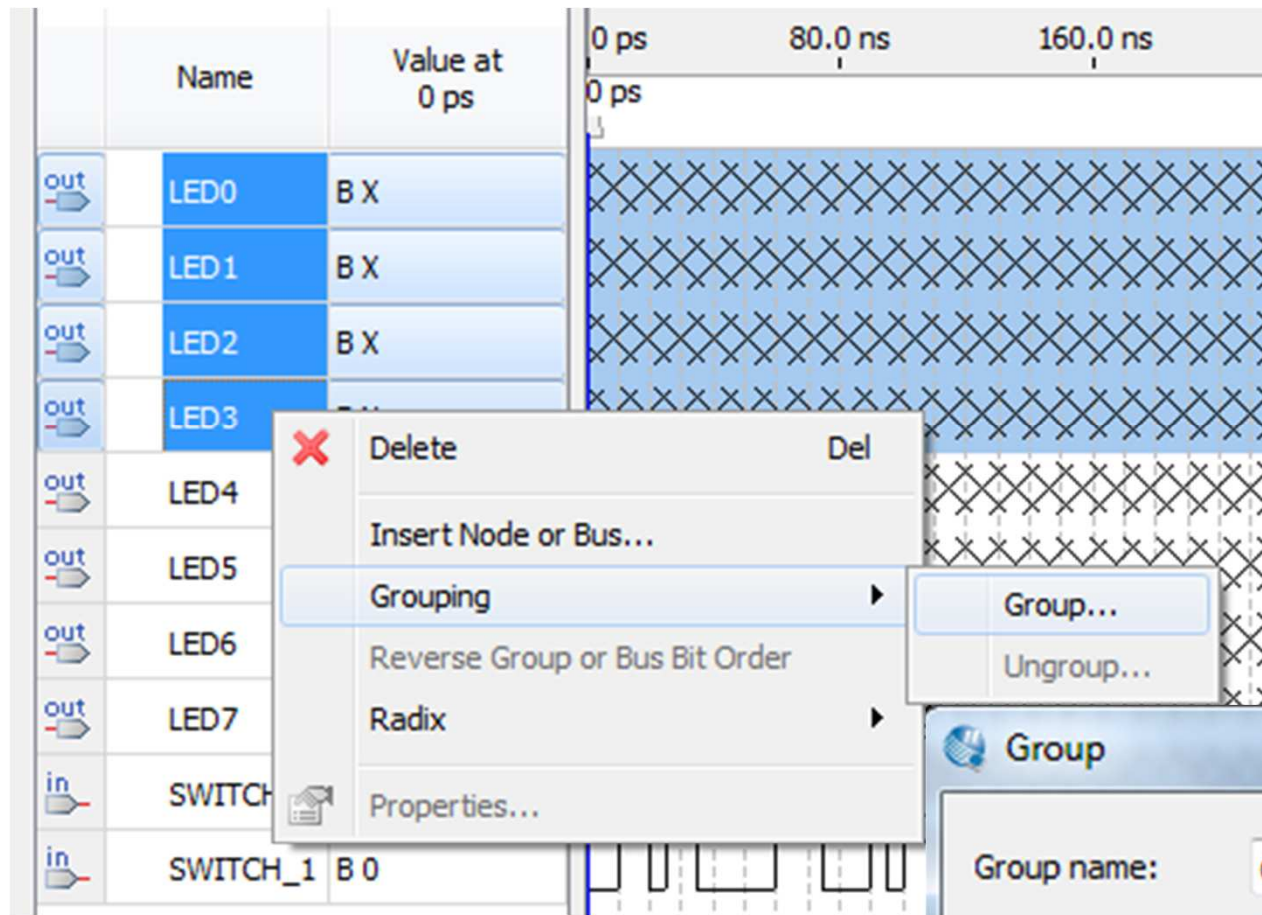 0 ps 80.0 ns 160.0 ns
Name
Value at
0 ps
0 ps
out LED0 B X
out LED1 B X
out LED2 B X
out LED3
Delete Del
out LED4
Insert Node or Bus...
out LED5
Grouping Group...
out LED6
Reverse Group or Bus Bit Order Ungroup...
out LED7
Radix
Group
in SWITCH
Properties...
in SWITCH_1 B 0
Group name: